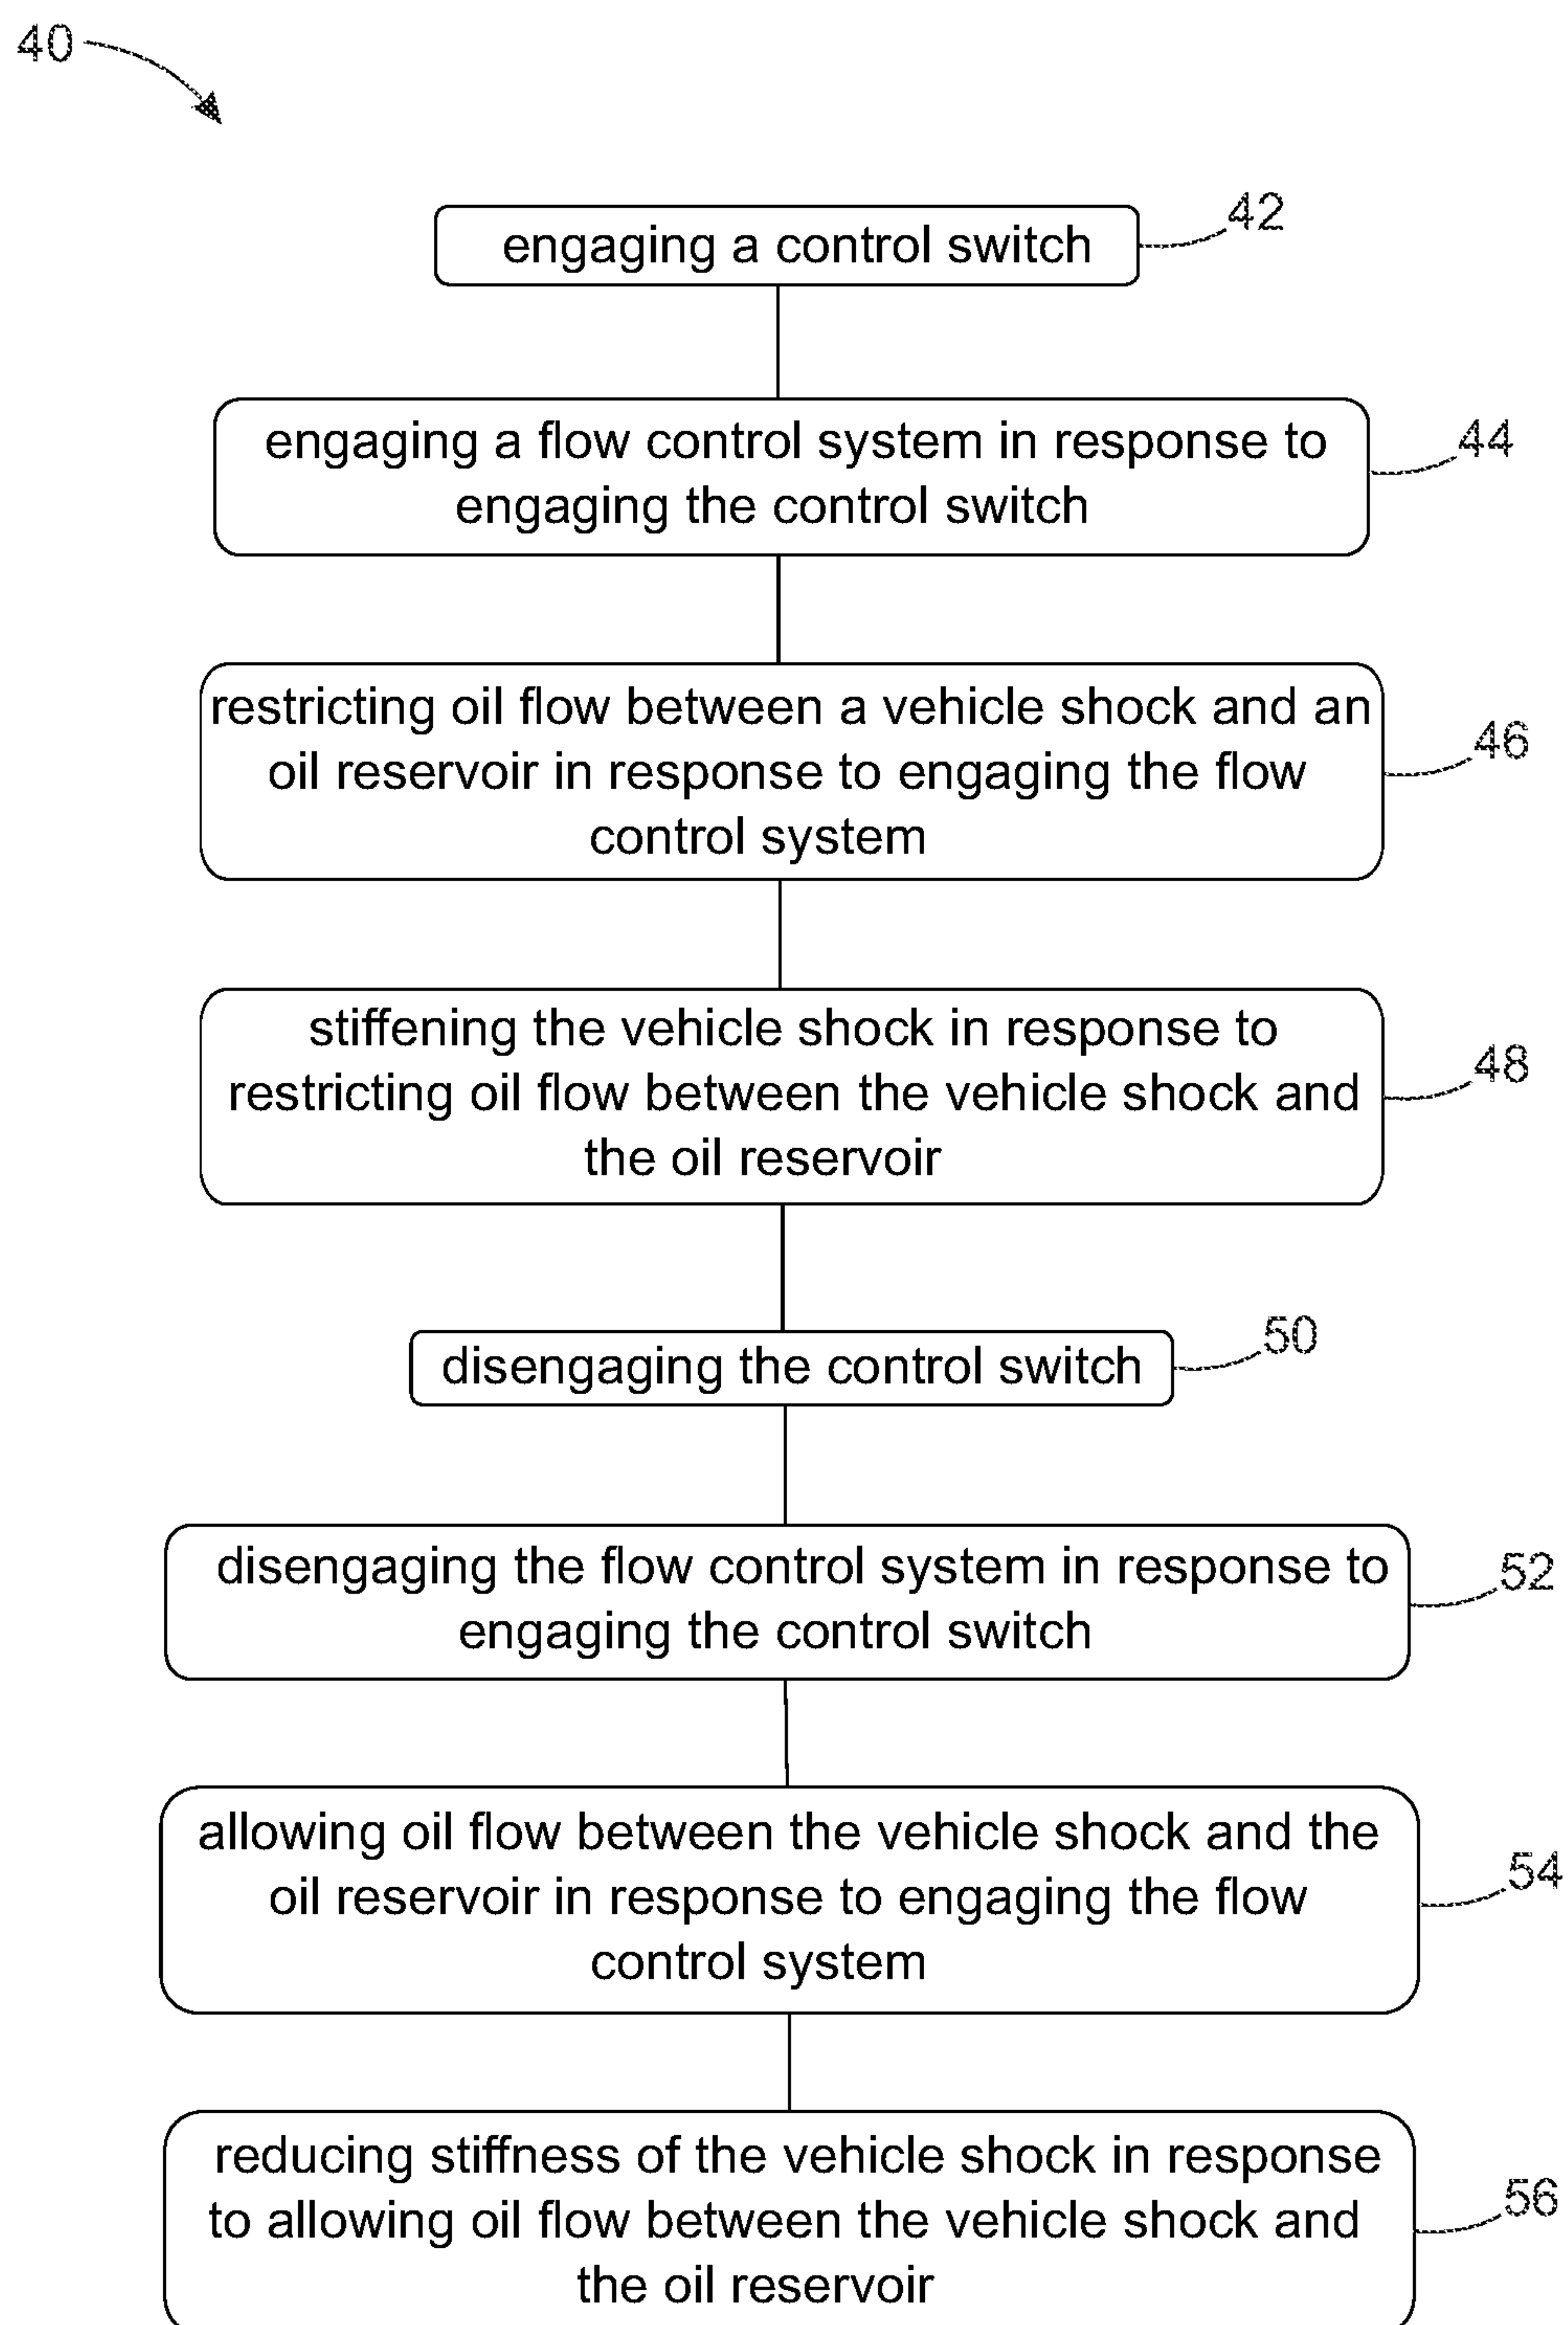 40
engaging a control switch
42
engaging a flow control system in response to
engaging the control switch
44
restricting oil flow between a vehicle shock and an
oil reservoir in response to engaging the flow
control system
46
stiffening the vehicle shock in response to
restricting oil flow between the vehicle shock and
the oil reservoir
48
disengaging the control switch
50
disengaging the flow control system in response to
engaging the control switch
52
allowing oil flow between the vehicle shock and the
oil reservoir in response to engaging the flow
control system
54
reducing stiffness of the vehicle shock in response
to allowing oil flow between the vehicle shock and
the oil reservoir
56